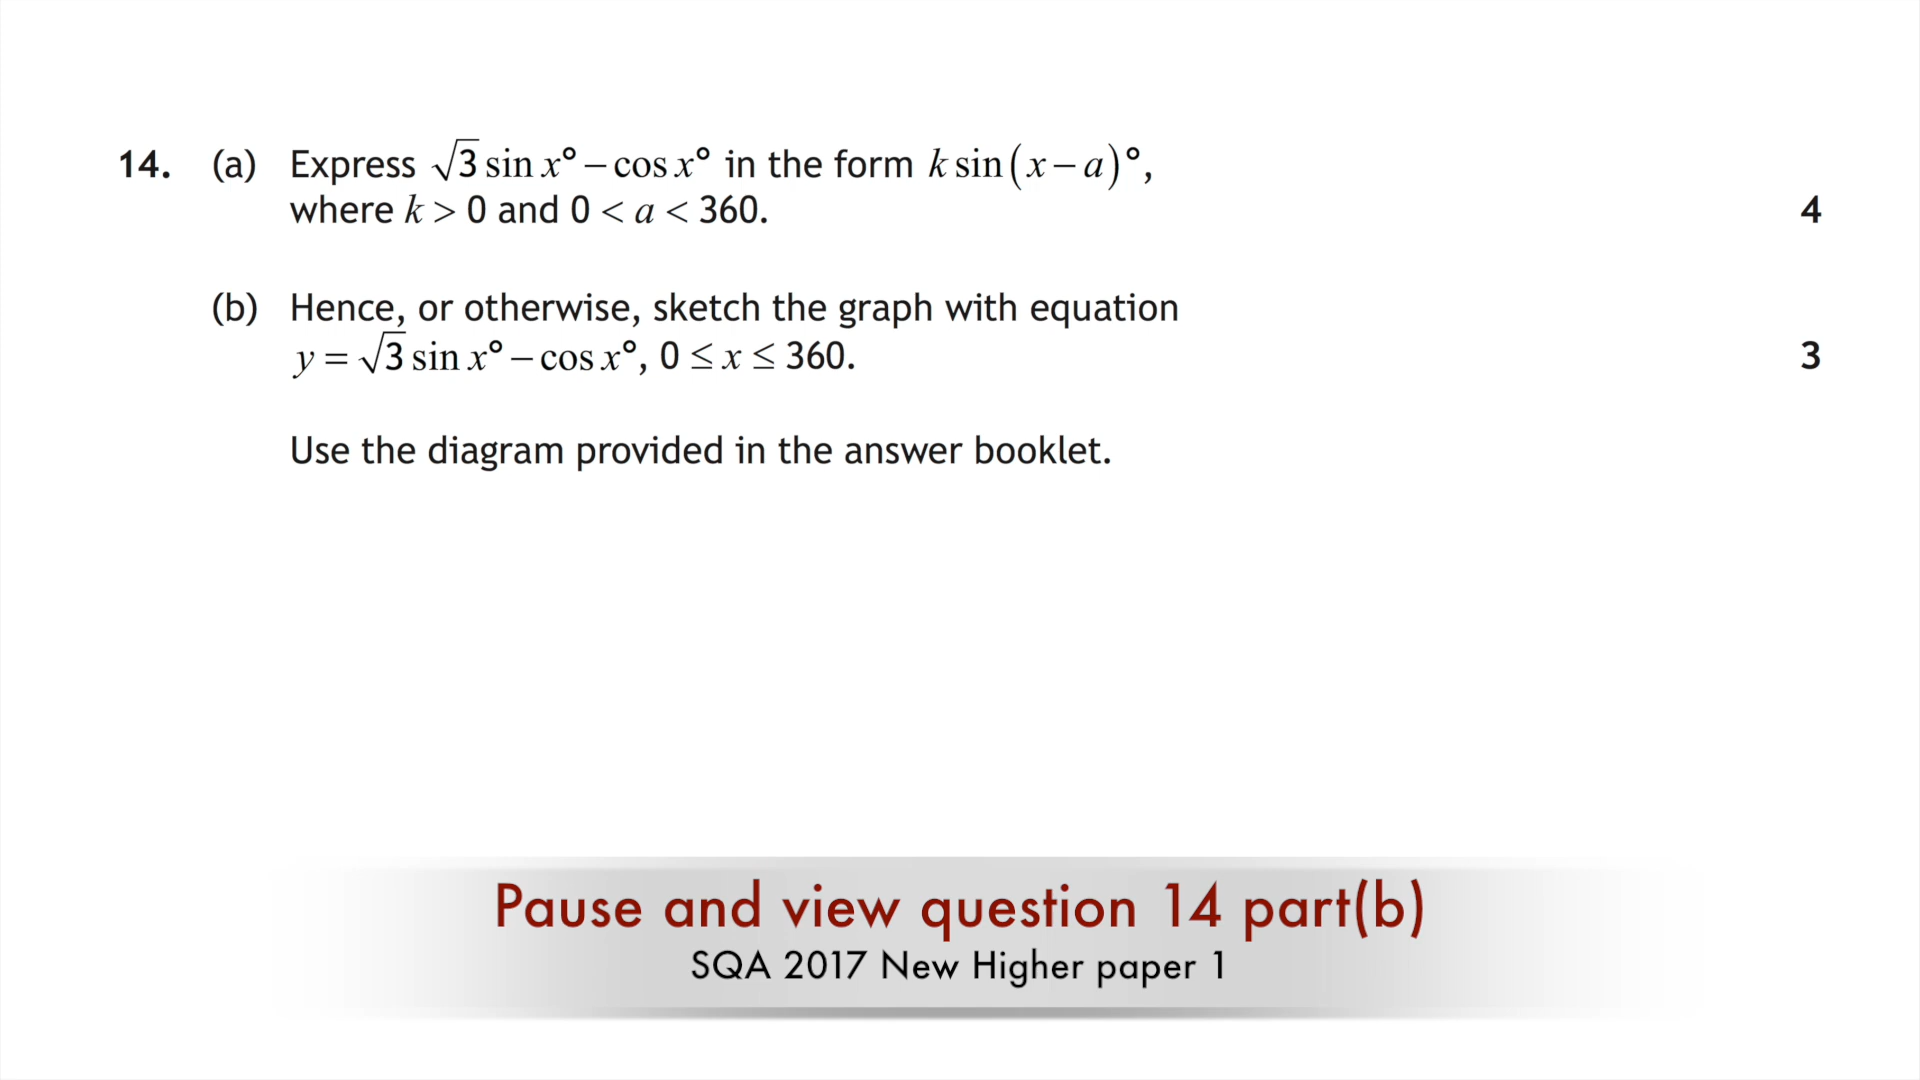 14. (a) Express √3 sin x° – cos x° in the form k sin(x – a)°,
where k > 0 and 0 < a < 360. 4
(b) Hence, or otherwise, sketch the graph with equation
y = √3 sin x° – cos x°, 0 ≤ x ≤ 360. 3
Use the diagram provided in the answer booklet.
Pause and view question 14 part(b)
SQA 2017 New Higher paper 1